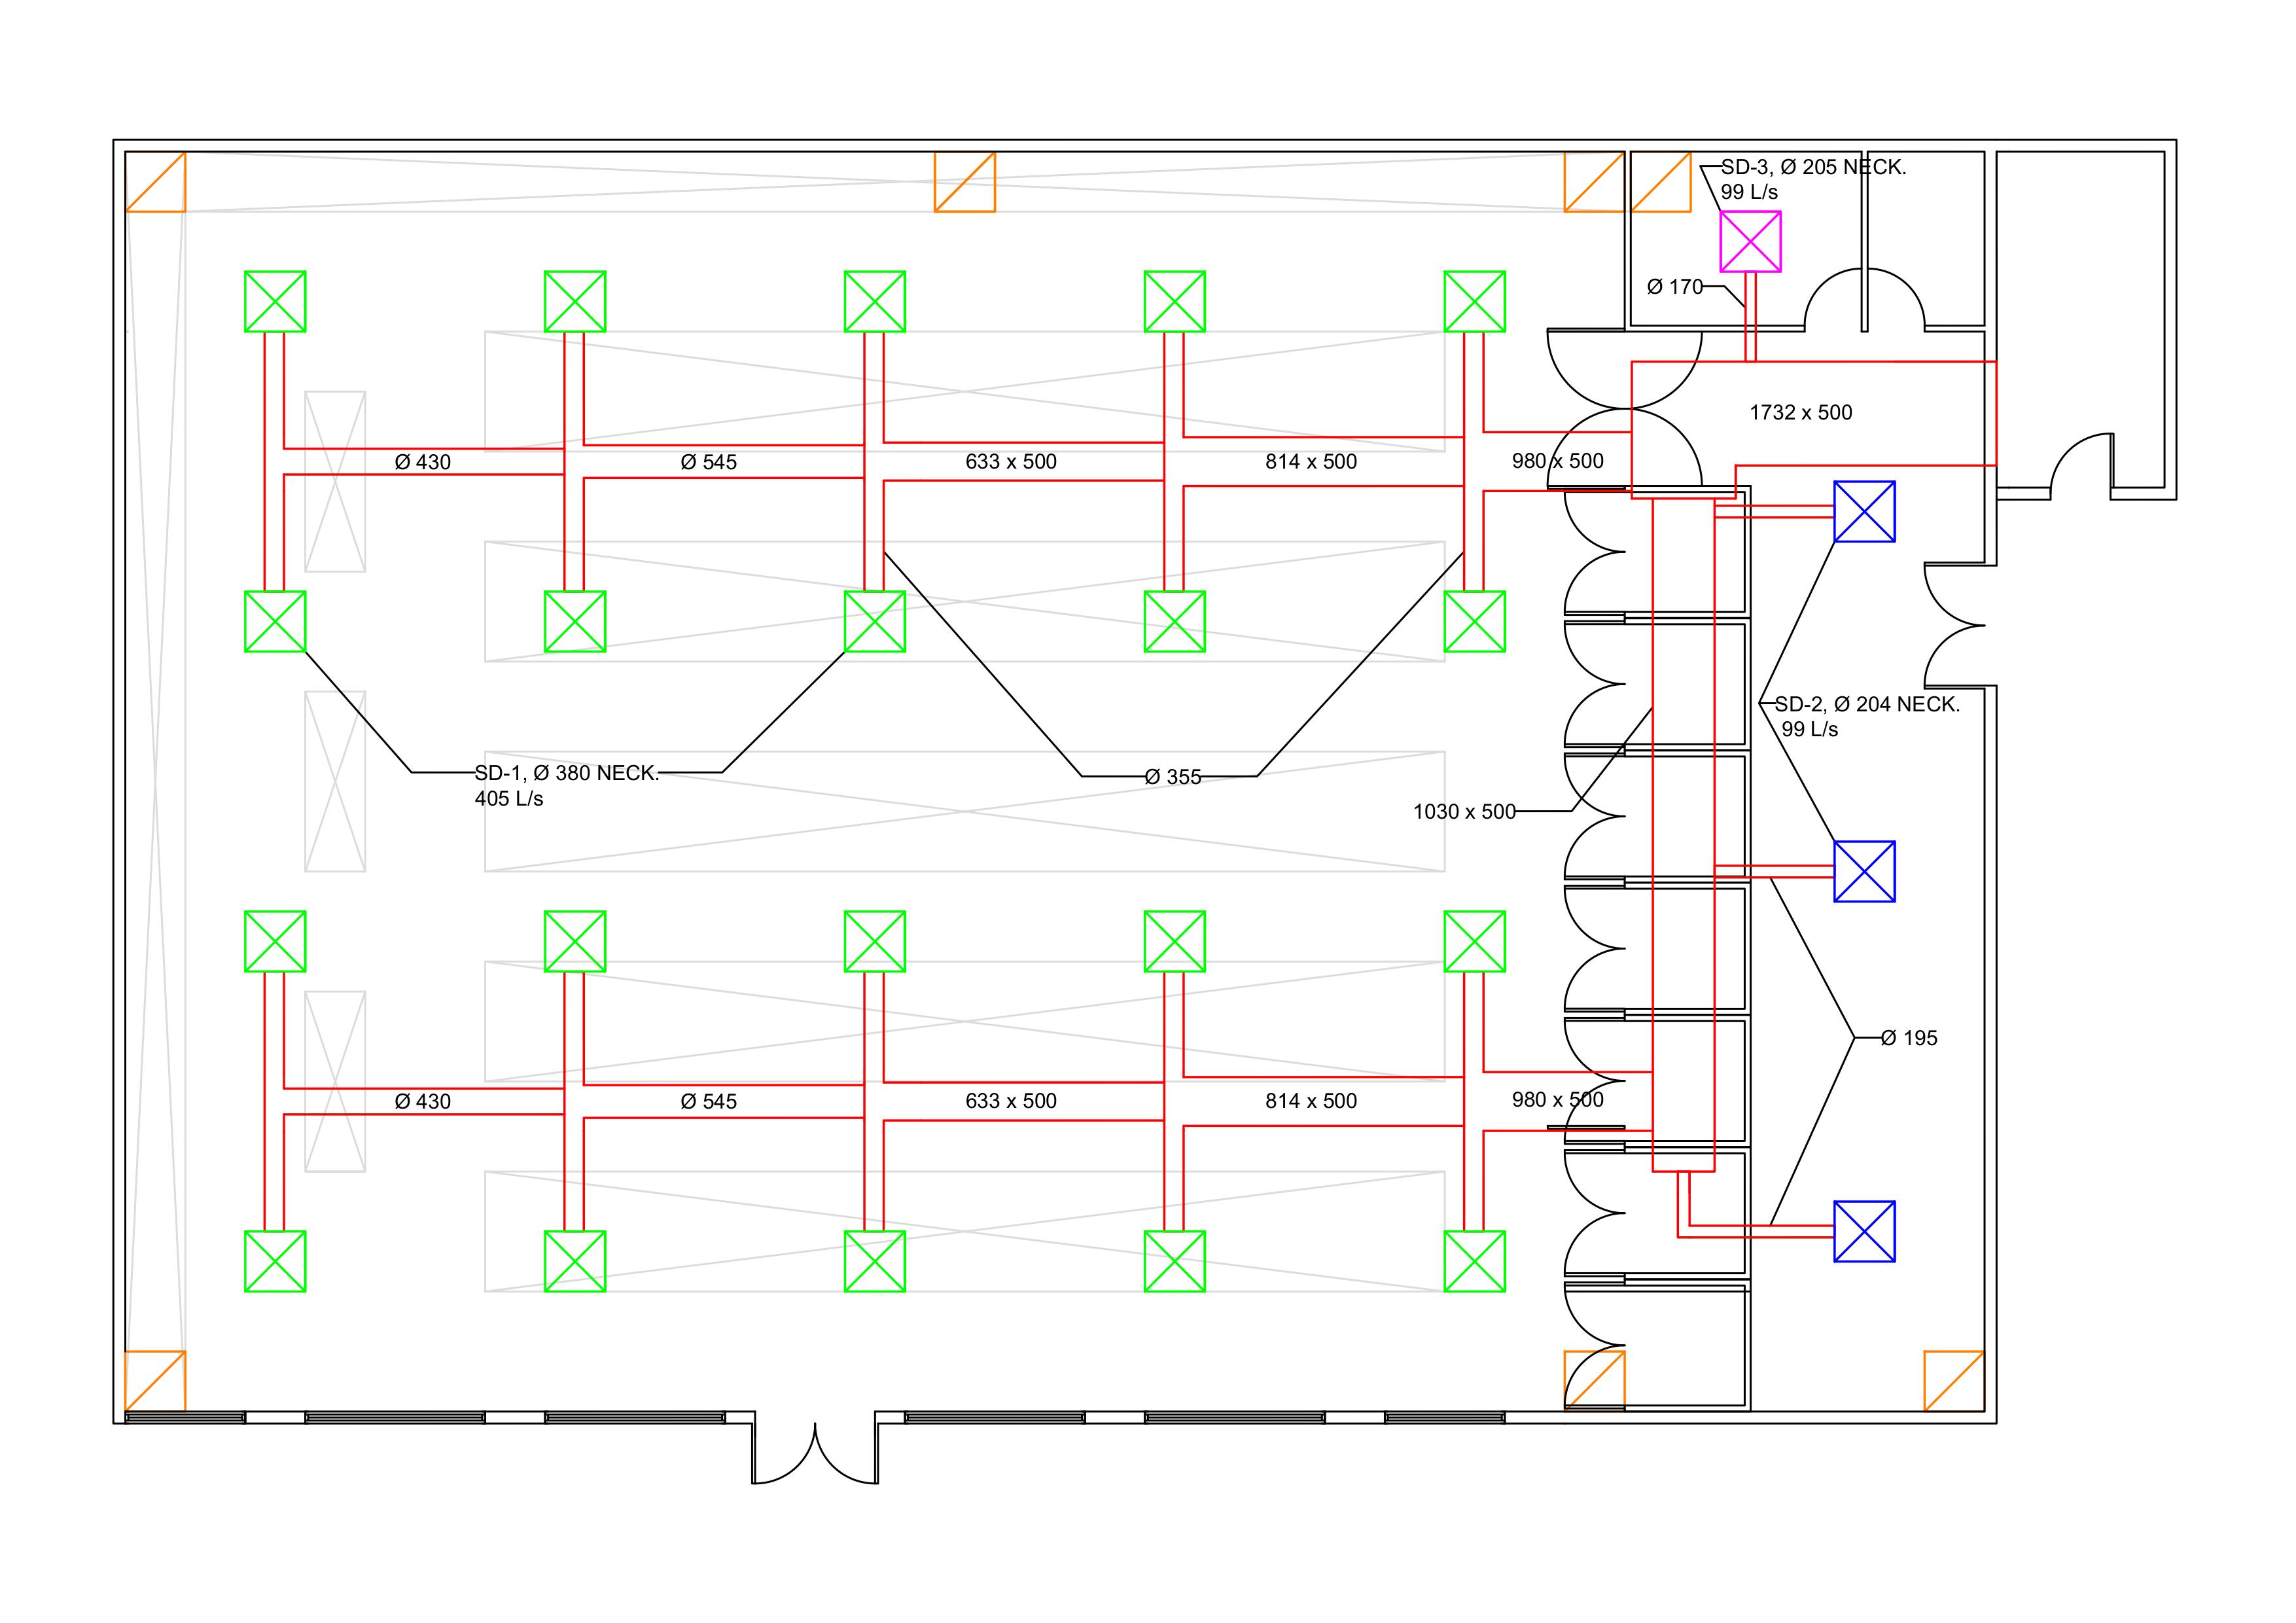 SD-3, Ø 205 NECK.
99 L/s
Ø 170
1732 x 500
Ø 430
Ø 545
633 x 500
814 x 500
980 x 500
SD-2, Ø 204 NECK.
99 L/s
SD-1, Ø 380 NECK.
405 L/s
Ø 355
1030 x 500
Ø 195
Ø 430
Ø 545
633 x 500
814 x 500
980 x 500